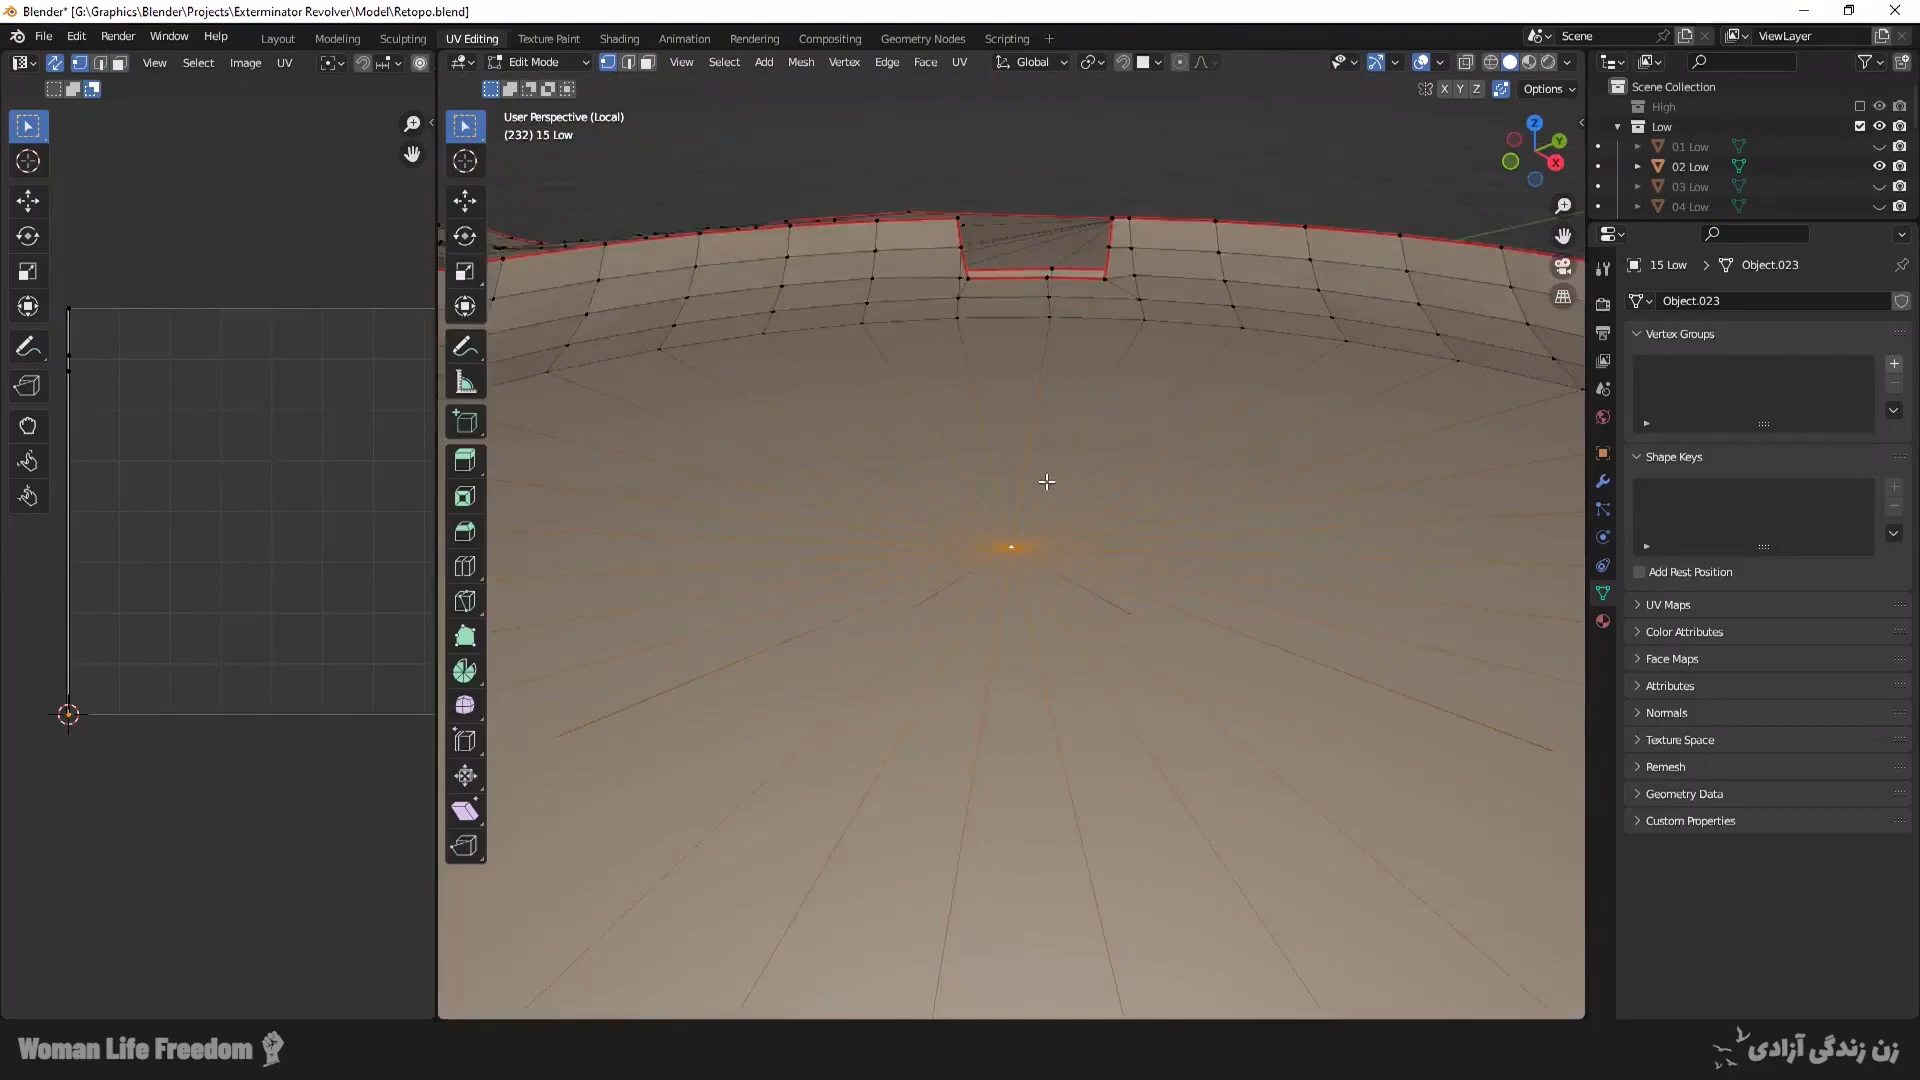 Blender* [G:\Graphics\Blender\Projects\Exterminator Revolver\Model\Retopo.blend]
File Edit Render Window Help Layout Modeling Sculpting UV Editing Texture Paint Shading Animation Rendering Compositing Geometry Nodes Scripting + Scene ViewLayer
View Select Image UV
Edit Mode View Select Add Mesh Vertex Edge Face UV Global
X Y Z Options
User Perspective (Local)
(232) 15 Low
Z
Y
X
Scene Collection
High
Low
01 Low
02 Low
03 Low
04 Low
15 Low > Object.023
Object.023
Vertex Groups
Shape Keys
Add Rest Position
UV Maps
Color Attributes
Face Maps
Attributes
Normals
Texture Space
Remesh
Geometry Data
Custom Properties
Woman Life Freedom
زن زندگی آزادی